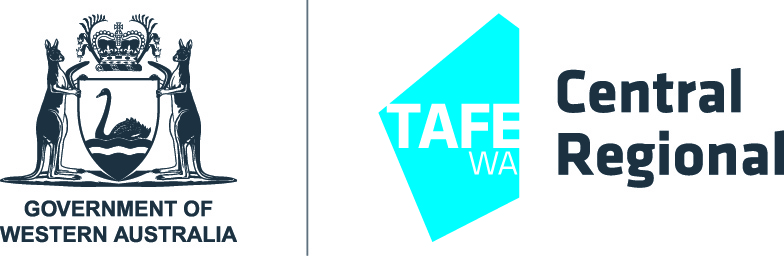 GOVERNMENT OF
WESTERN AUSTRALIA
TAFE
WA
Central
Regional